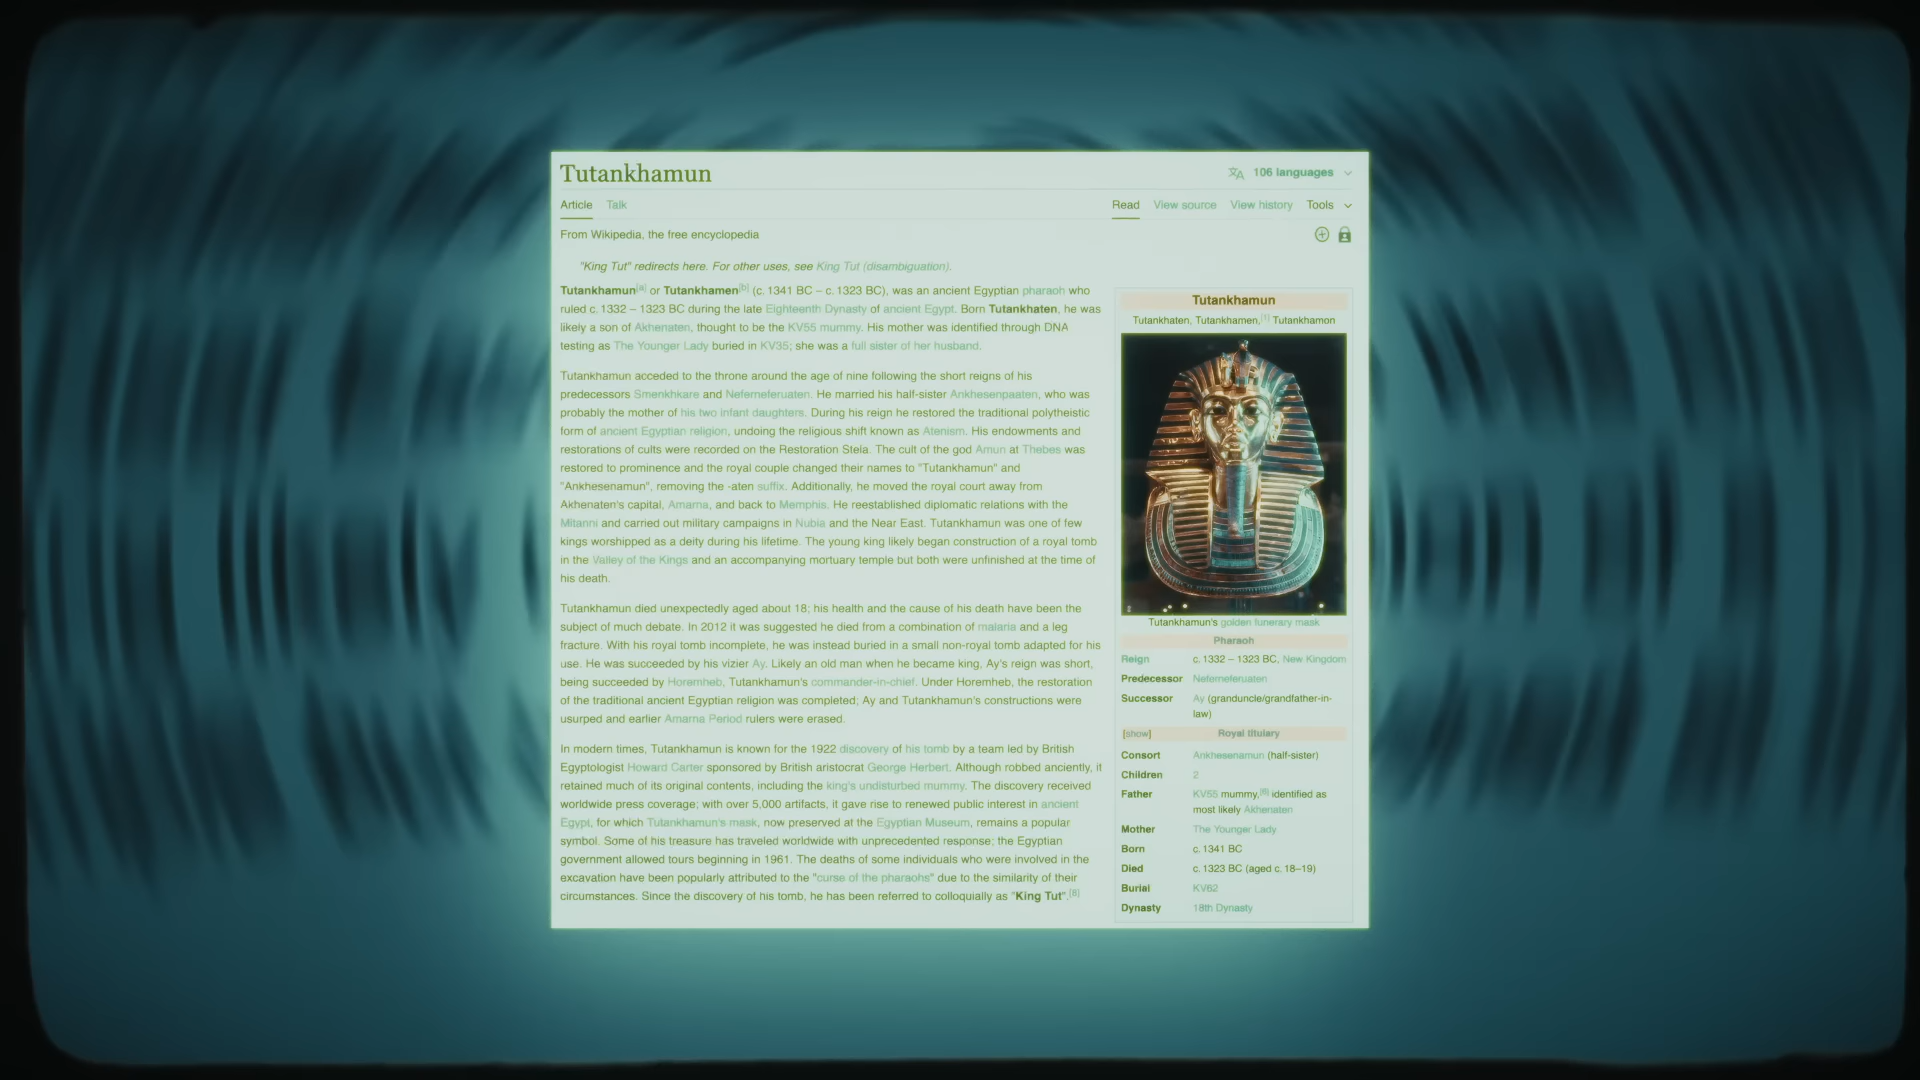 Tutankhamun
106 languages
Article Talk
Read View source View history Tools
From Wikipedia, the free encyclopedia
"King Tut" redirects here. For other uses, see King Tut (disambiguation).
Tutankhamun[a] or Tutankhamen[b] (c. 1341 BC – c. 1323 BC), was an ancient Egyptian pharaoh who
ruled c. 1332 – 1323 BC during the late Eighteenth Dynasty of ancient Egypt. Born Tutankhaten, he was
likely a son of Akhenaten, thought to be the KV55 mummy. His mother was identified through DNA
testing as The Younger Lady buried in KV35; she was a full sister of her husband.
Tutankhamun acceded to the throne around the age of nine following the short reigns of his
predecessors Smenkhkare and Neferneferuaten. He married his half-sister Ankhesenpaaten, who was
probably the mother of his two infant daughters. During his reign he restored the traditional polytheistic
form of ancient Egyptian religion, undoing the religious shift known as Atenism. His endowments and
restorations of cults were recorded on the Restoration Stela. The cult of the god Amun at Thebes was
restored to prominence and the royal couple changed their names to "Tutankhamun" and
"Ankhesenamun", removing the -aten suffix. Additionally, he moved the royal court away from
Akhenaten's capital, Amarna, and back to Memphis. He reestablished diplomatic relations with the
Mitanni and carried out military campaigns in Nubia and the Near East. Tutankhamun was one of few
kings worshipped as a deity during his lifetime. The young king likely began construction of a royal tomb
in the Valley of the Kings and an accompanying mortuary temple but both were unfinished at the time of
his death.
Tutankhamun died unexpectedly aged about 18; his health and the cause of his death have been the
subject of much debate. In 2012 it was suggested he died from a combination of malaria and a leg
fracture. With his royal tomb incomplete, he was instead buried in a small non-royal tomb adapted for his
use. He was succeeded by his vizier Ay. Likely an old man when he became king, Ay's reign was short,
being succeeded by Horemheb, Tutankhamun's commander-in-chief. Under Horemheb, the restoration
of the traditional ancient Egyptian religion was completed; Ay and Tutankhamun's constructions were
usurped and earlier Amarna Period rulers were erased.
In modern times, Tutankhamun is known for the 1922 discovery of his tomb by a team led by British
Egyptologist Howard Carter sponsored by British aristocrat George Herbert. Although robbed anciently, it
retained much of its original contents, including the king's undisturbed mummy. The discovery received
worldwide press coverage; with over 5,000 artifacts, it gave rise to renewed public interest in ancient
Egypt, for which Tutankhamun's mask, now preserved at the Egyptian Museum, remains a popular
symbol. Some of his treasure has traveled worldwide with unprecedented response; the Egyptian
government allowed tours beginning in 1961. The deaths of some individuals who were involved in the
excavation have been popularly attributed to the "curse of the pharaohs" due to the similarity of their
circumstances. Since the discovery of his tomb, he has been referred to colloquially as "King Tut".[8]
Tutankhamun
Tutankhaten, Tutankhamen,[1] Tutankhamon
Tutankhamun's golden funerary mask
Pharaoh
Reign c. 1332 – 1323 BC, New Kingdom
Predecessor Neferneferuaten
Successor Ay (granduncle/grandfather-in-
law)
[show] Royal titulary
Consort Ankhesenamun (half-sister)
Children 2
Father KV55 mummy,[6] identified as
most likely Akhenaten
Mother The Younger Lady
Born c. 1341 BC
Died c. 1323 BC (aged c. 18–19)
Burial KV62
Dynasty 18th Dynasty